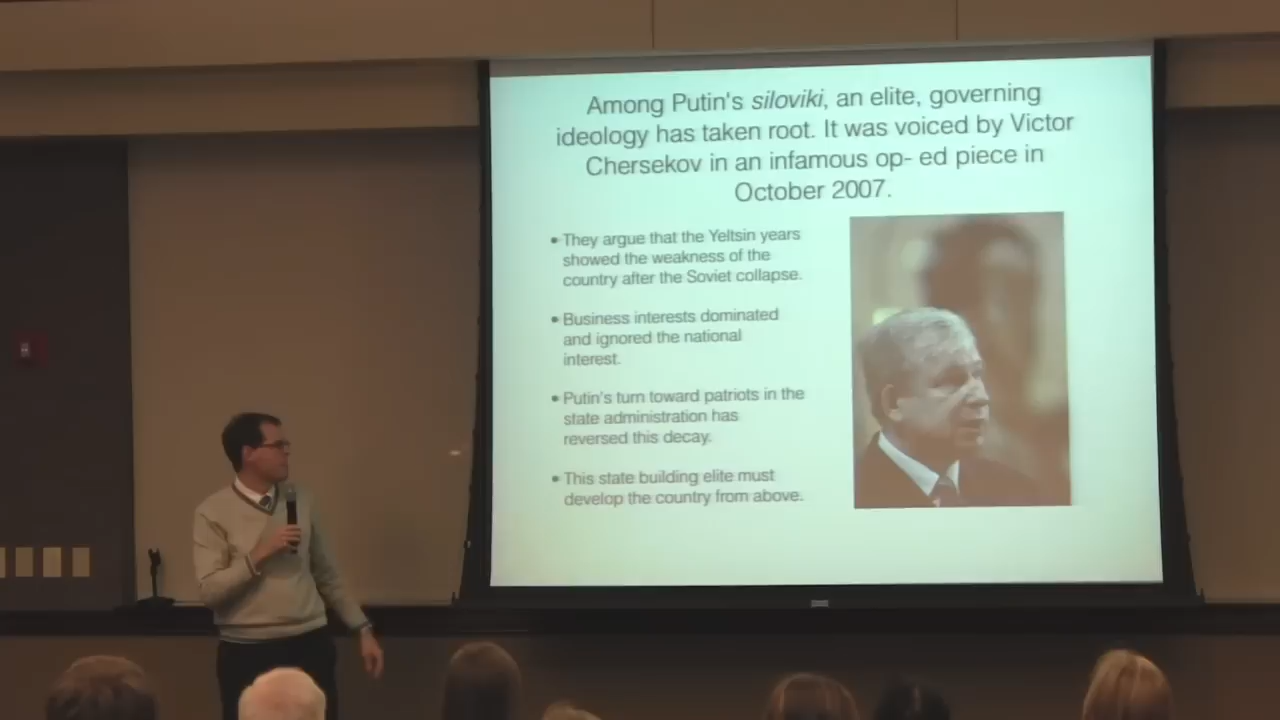 Among Putin's siloviki, an elite, governing
ideology has taken root. It was voiced by Victor
Chersekov in an infamous op- ed piece in
October 2007.
• They argue that the Yeltsin years
showed the weakness of the
country after the Soviet collapse.
• Business interests dominated
and ignored the national
interest.
• Putin's turn toward patriots in the
state administration has
reversed this decay.
• This state building elite must
develop the country from above.